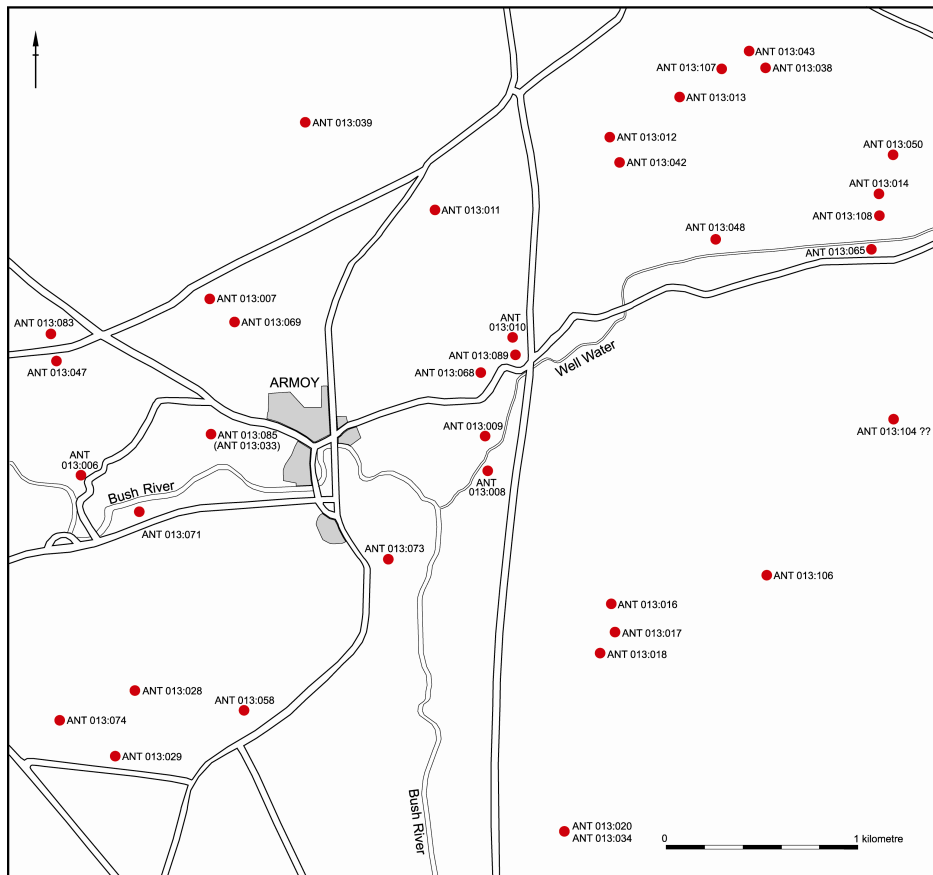 ANT 013:043
ANT 013:107
ANT 013:038
ANT 013:013
ANT 013:039
ANT 013:012
ANT 013:050
ANT 013:042
ANT 013:014
ANT 013:011
ANT 013:108
ANT 013:048
ANT 013:065
ANT 013:007
ANT 013:069
ANT
013:010
ANT 013:083
ANT 013:089
Well Water
ANT 013:047
ANT 013:068
ARMOY
ANT 013:085
(ANT 013:033)
ANT 013:009
ANT 013:104 ??
ANT
013:006
ANT
013:008
Bush River
ANT 013:071
ANT 013:073
ANT 013:106
ANT 013:016
ANT 013:017
ANT 013:018
ANT 013:028
ANT 013:058
ANT 013:074
ANT 013:029
Bush River
ANT 013:020
ANT 013:034
0 1 kilometre